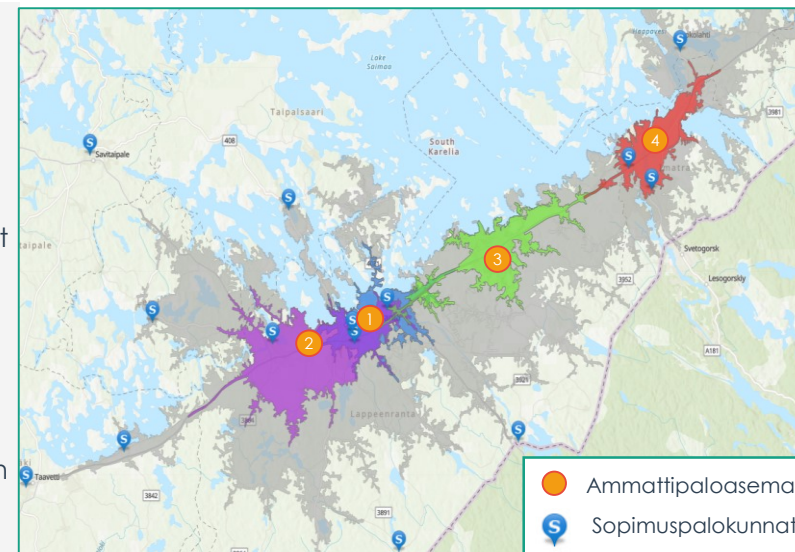 t
n
Lake
Saimaa
Taipalsaari
408
South
Karelia
Savitaipale
3981
4
Svetogorsk
3952
Lesogorskiy
3
1
2
A181
3921
Lappeenranta
Taavetti
3842
3891
S
S
S
S
S
S
S
S
S
S
S
S
S
S
Ammattipaloasema
S
Sopimuspalokunnat